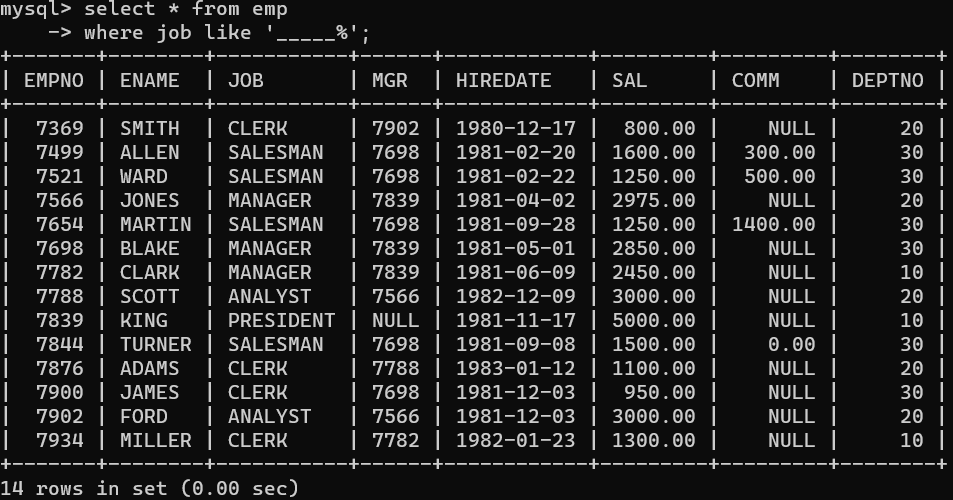 mysql> select * from emp
    -> where job like '_____%';
+-------+--------+-----------+------+------------+---------+---------+--------+
| EMPNO | ENAME  | JOB       | MGR  | HIREDATE   | SAL     | COMM    | DEPTNO |
+-------+--------+-----------+------+------------+---------+---------+--------+
|  7369 | SMITH  | CLERK     | 7902 | 1980-12-17 |  800.00 |    NULL |     20 |
|  7499 | ALLEN  | SALESMAN  | 7698 | 1981-02-20 | 1600.00 |  300.00 |     30 |
|  7521 | WARD   | SALESMAN  | 7698 | 1981-02-22 | 1250.00 |  500.00 |     30 |
|  7566 | JONES  | MANAGER   | 7839 | 1981-04-02 | 2975.00 |    NULL |     20 |
|  7654 | MARTIN | SALESMAN  | 7698 | 1981-09-28 | 1250.00 | 1400.00 |     30 |
|  7698 | BLAKE  | MANAGER   | 7839 | 1981-05-01 | 2850.00 |    NULL |     30 |
|  7782 | CLARK  | MANAGER   | 7839 | 1981-06-09 | 2450.00 |    NULL |     10 |
|  7788 | SCOTT  | ANALYST   | 7566 | 1982-12-09 | 3000.00 |    NULL |     20 |
|  7839 | KING   | PRESIDENT | NULL | 1981-11-17 | 5000.00 |    NULL |     10 |
|  7844 | TURNER | SALESMAN  | 7698 | 1981-09-08 | 1500.00 |    0.00 |     30 |
|  7876 | ADAMS  | CLERK     | 7788 | 1983-01-12 | 1100.00 |    NULL |     20 |
|  7900 | JAMES  | CLERK     | 7698 | 1981-12-03 |  950.00 |    NULL |     30 |
|  7902 | FORD   | ANALYST   | 7566 | 1981-12-03 | 3000.00 |    NULL |     20 |
|  7934 | MILLER | CLERK     | 7782 | 1982-01-23 | 1300.00 |    NULL |     10 |
+-------+--------+-----------+------+------------+---------+---------+--------+
14 rows in set (0.00 sec)